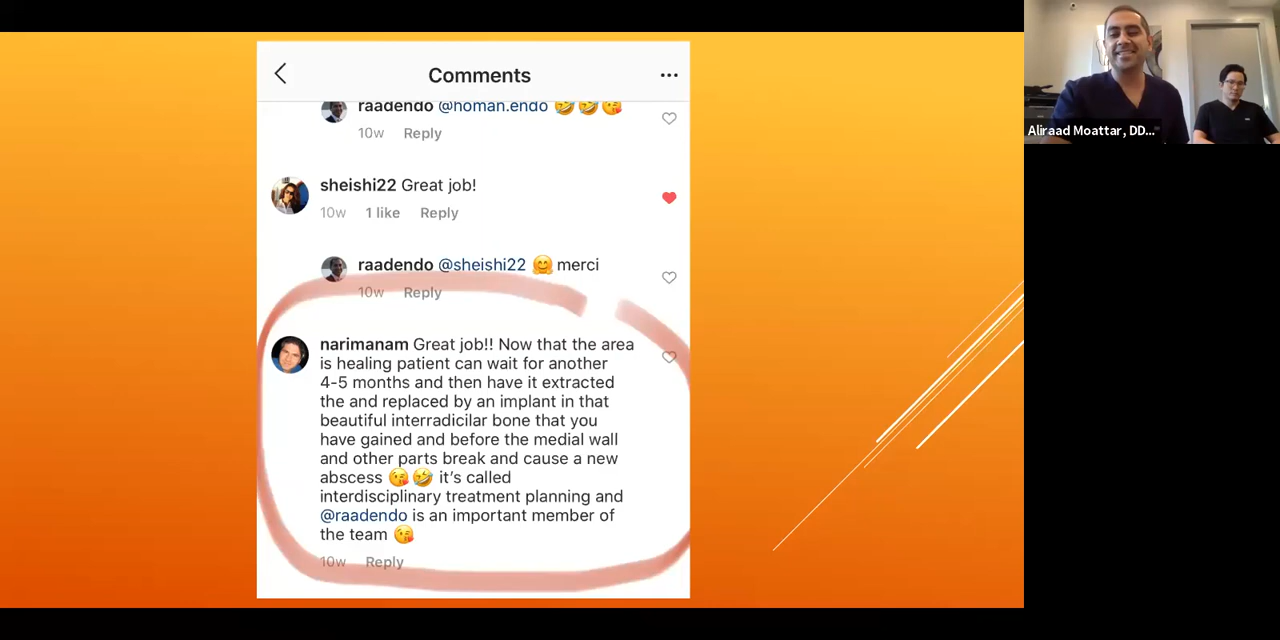 Comments
raadendo @homan.endo 🤣🤣😘
10w Reply
sheishi22 Great job!
10w 1 like Reply
raadendo @sheishi22 🤗 merci
10w Reply
narimanam Great job!! Now that the area
is healing patient can wait for another
4-5 months and then have it extracted
the and replaced by an implant in that
beautiful interradicilar bone that you
have gained and before the medial wall
and other parts break and cause a new
abscess 😘🤣 it's called
interdisciplinary treatment planning and
@raadendo is an important member of
the team 😘
10w Reply
Aliraad Moattar, DD...